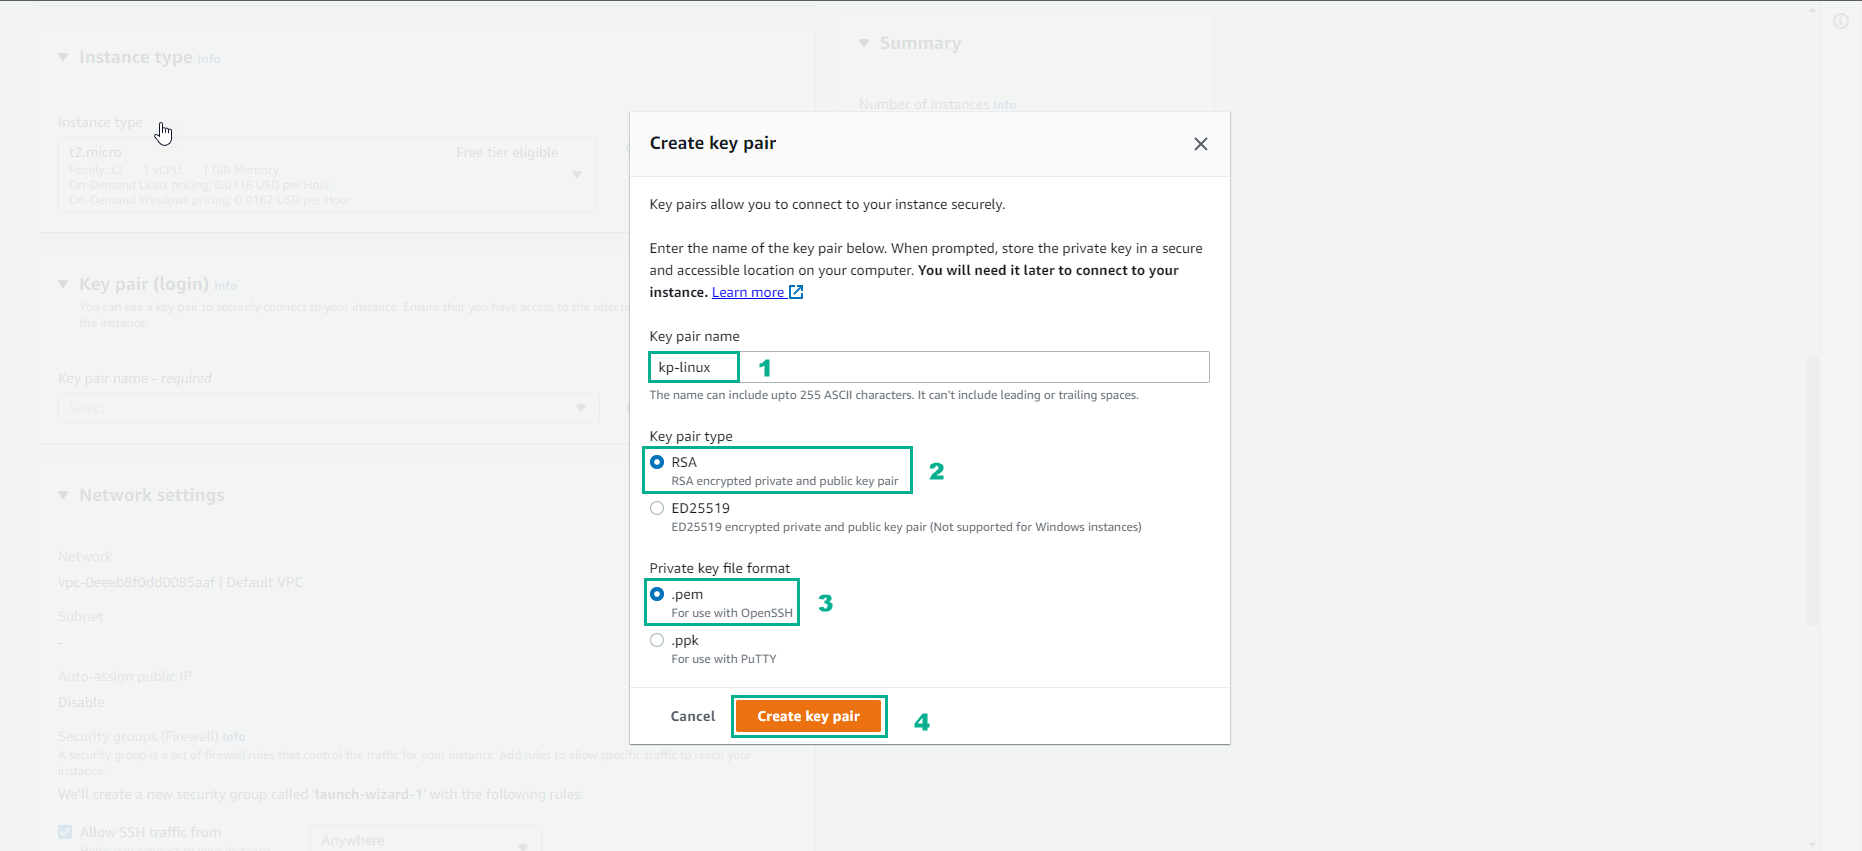 Instance type Info
Instance type
t2.micro Free tier eligible
Family: t2 1 vCPU 1 GiB Memory
On-Demand Linux pricing: 0.0116 USD per Hour
On-Demand Windows pricing: 0.0162 USD per Hour
Key pair (login) Info
You can use a key pair to securely connect to your instance. Ensure that you have access to the selecte
the instance.
Key pair name - required
Select
Network settings
Network
vpc-0eeeb8f0dd0085aaf | Default VPC
Subnet
-
Auto-assign public IP
Disable
Security groups (Firewall) Info
A security group is a set of firewall rules that control the traffic for your instance. Add rules to allow specific traffic to reach your
instance.
We'll create a new security group called 'launch-wizard-1' with the following rules:
Allow SSH traffic from
Anywhere
Summary
Number of instances Info
Create key pair
Key pairs allow you to connect to your instance securely.
Enter the name of the key pair below. When prompted, store the private key in a secure
and accessible location on your computer. You will need it later to connect to your
instance. Learn more
Key pair name
kp-linux 1
The name can include upto 255 ASCII characters. It can't include leading or trailing spaces.
Key pair type
RSA
RSA encrypted private and public key pair
2
ED25519
ED25519 encrypted private and public key pair (Not supported for Windows instances)
Private key file format
.pem
For use with OpenSSH
3
.ppk
For use with PuTTY
Cancel Create key pair 4